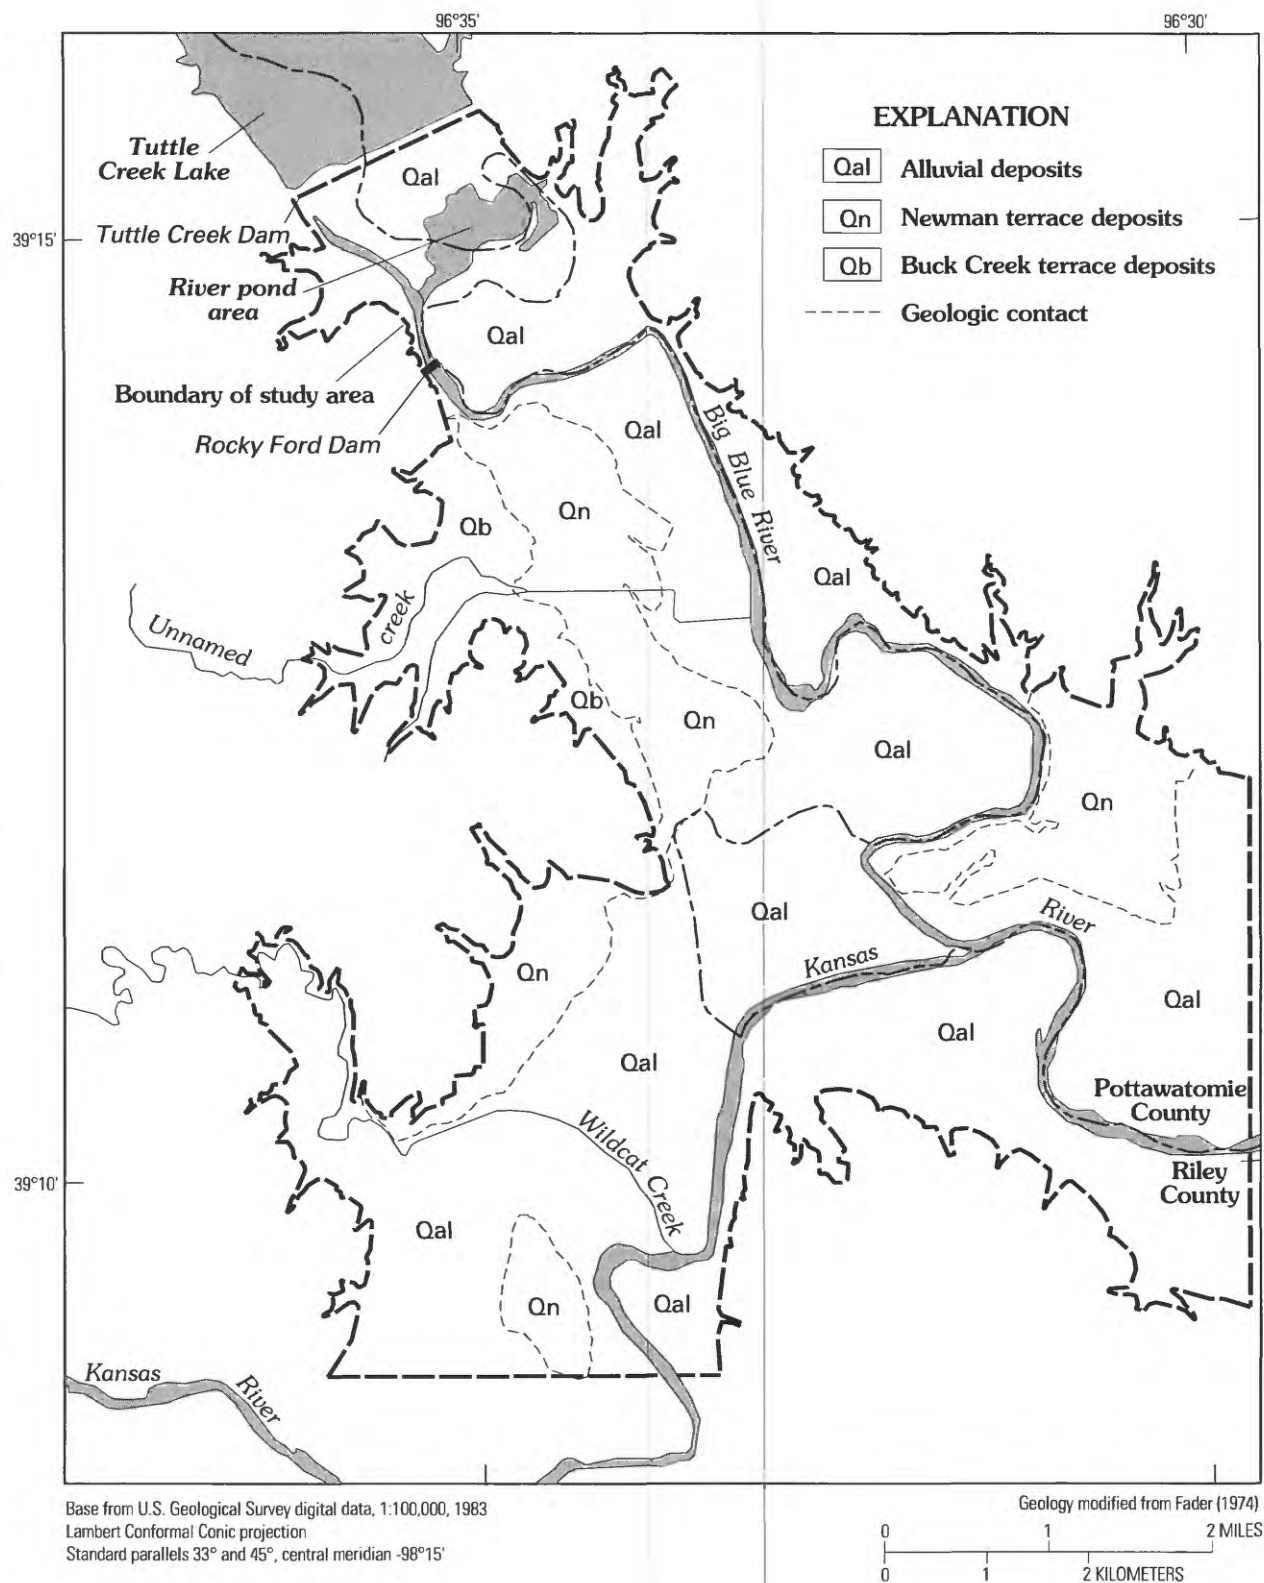 96°35'
96°30'
EXPLANATION
Qal Alluvial deposits
Qn Newman terrace deposits
Qb Buck Creek terrace deposits
Geologic contact
Tuttle
Creek Lake
Qal
Tuttle Creek Dam
39°15'
River pond
area
Qal
Boundary of study area
Rocky Ford Dam
Qal
Big Blue River
Qb
Qn
Qal
Unnamed
creek
Qb
Qn
Qal
Qn
Qal
River
Kansas
Qn
Qal
Qal
Qal
Pottawatomie
County
Wildcat Creek
Riley
County
39°10'
Qal
Qn
Qal
Kansas
River
Base from U.S. Geological Survey digital data, 1:100,000, 1983
Lambert Conformal Conic projection
Standard parallels 33° and 45°, central meridian -98°15'
Geology modified from Fader (1974)
0 1 2 MILES
0 1 2 KILOMETERS